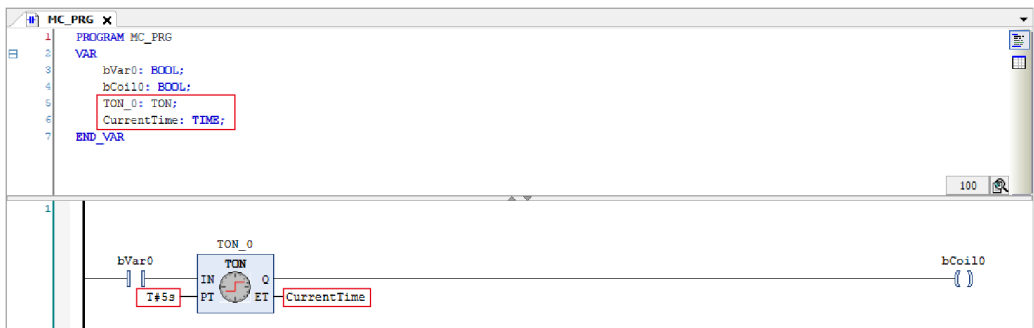 MC_PRG X
1 PROGRAM MC_PRG
2 VAR
3 bVar0: BOOL;
4 bCoil0: BOOL;
5 TON_0: TON;
6 CurrentTime: TIME;
7 END_VAR
100
1
TON_0
bVar0 TON bCoil0
IN Q
T#5s PT ET CurrentTime